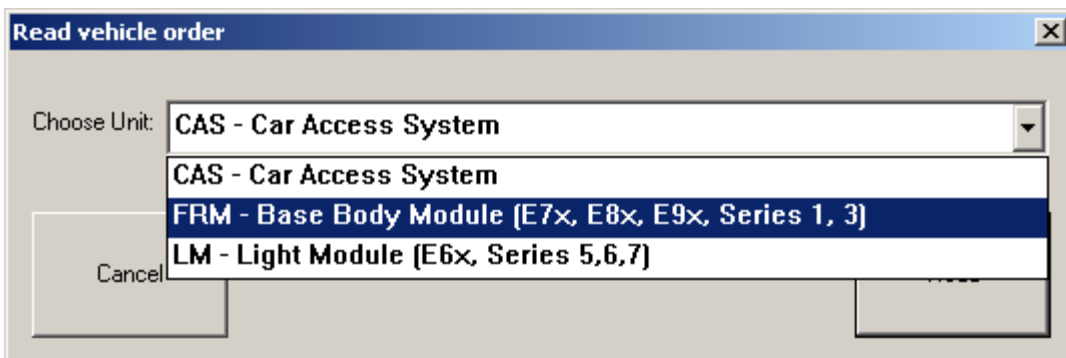 Read vehicle order
Choose Unit: CAS - Car Access System
CAS - Car Access System
FRM - Base Body Module (E7x, E8x, E9x, Series 1, 3)
LM - Light Module (E6x, Series 5,6,7)
Cancel